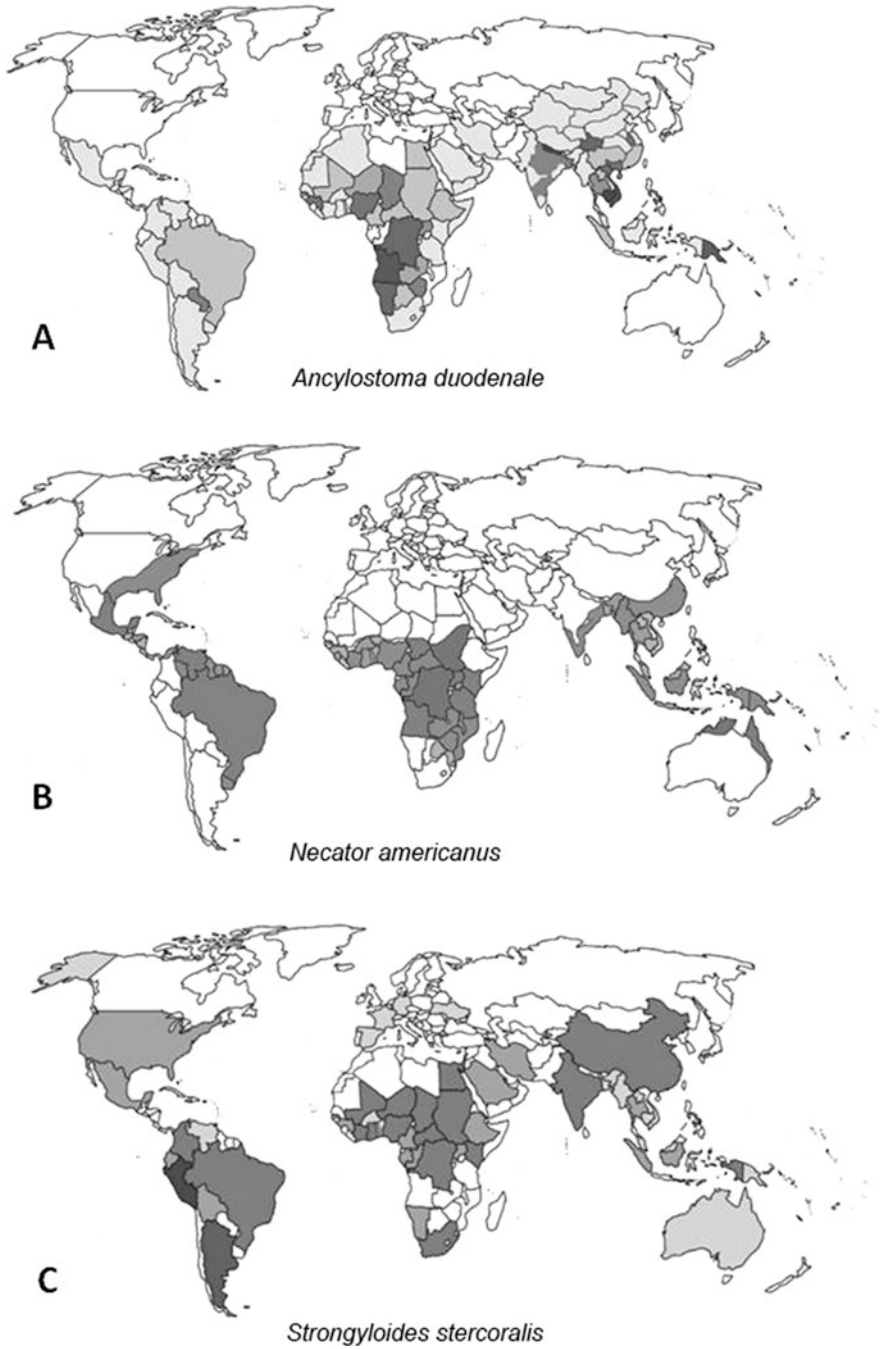 A
Ancylostoma duodenale
B
Necator americanus
C
Strongyloides stercoralis